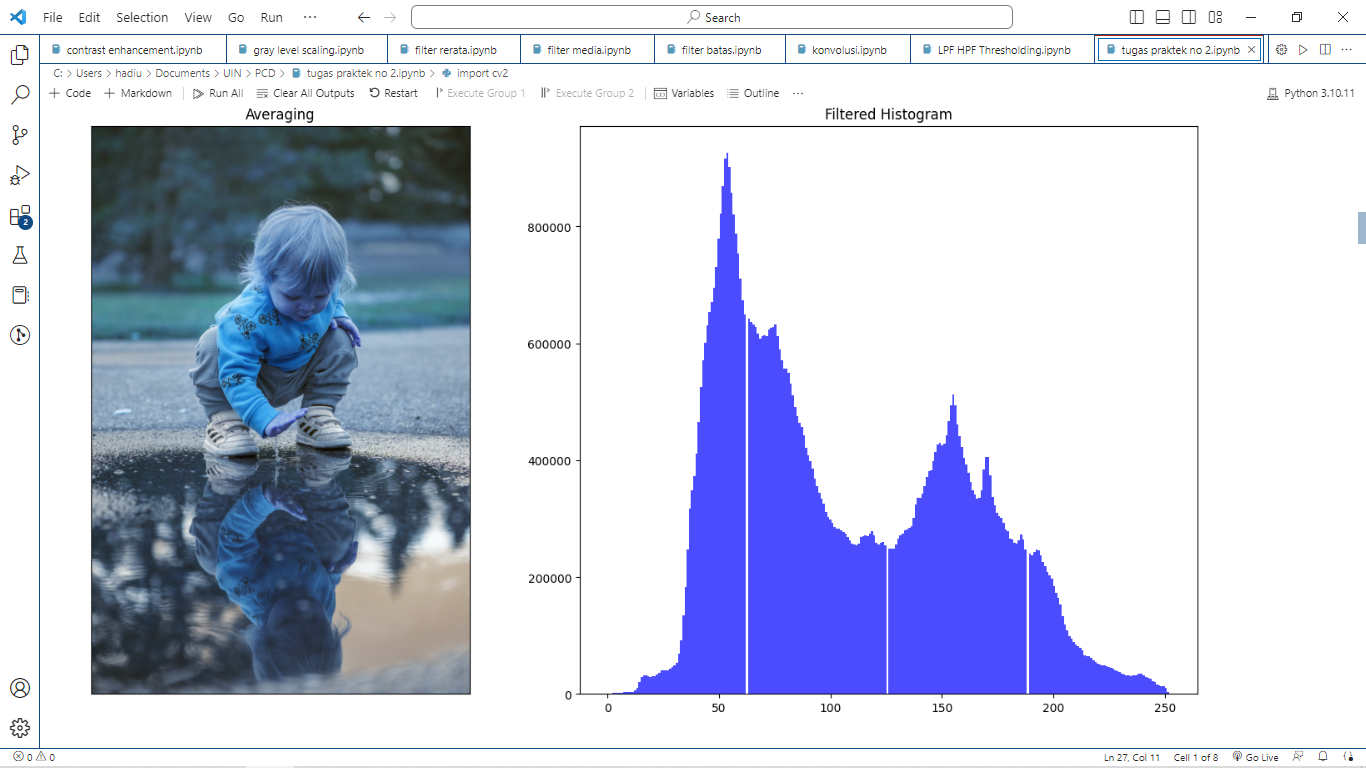 File Edit Selection View Go Run ··· Search
contrast enhancement.ipynb gray level scaling.ipynb filter rerata.ipynb filter media.ipynb filter batas.ipynb konvolusi.ipynb LPF HPF Thresholding.ipynb tugas praktek no 2.ipynb
C: > Users > hadiu > Documents > UIN > PCD > tugas praktek no 2.ipynb > import cv2
+ Code + Markdown Run All Clear All Outputs Restart Execute Group 1 Execute Group 2 Variables Outline ··· Python 3.10.11
Averaging
Filtered Histogram
800000
600000
400000
200000
0
0 50 100 150 200 250
2
0 0 Ln 27, Col 11 Cell 1 of 8 Go Live